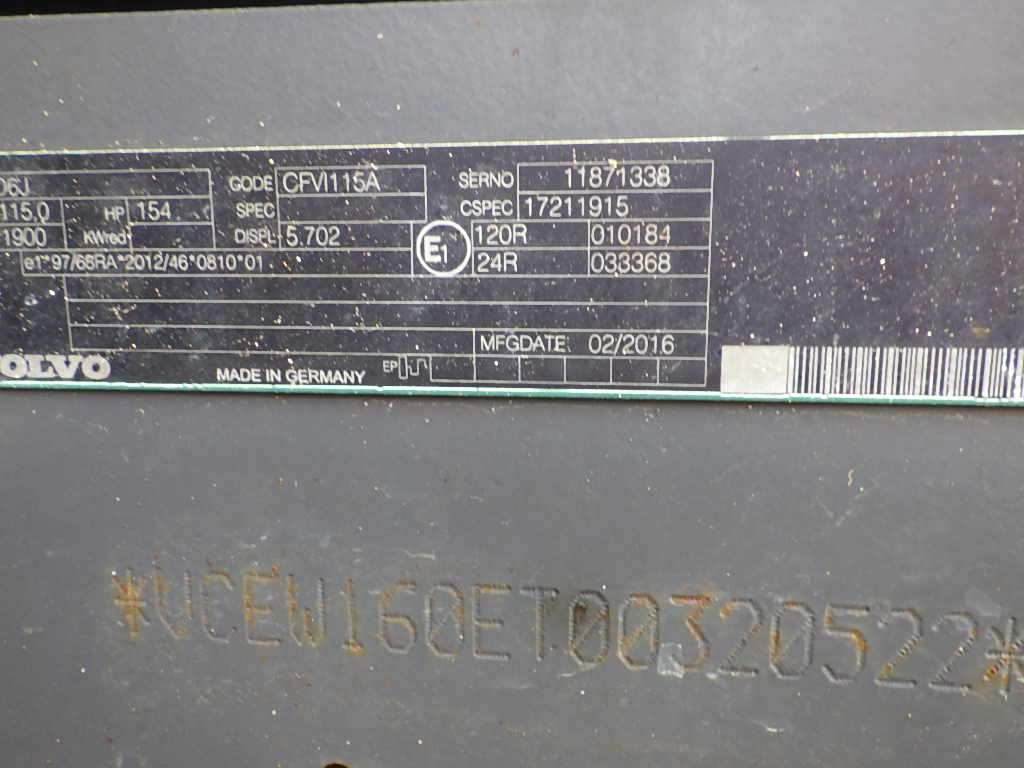 D6J CODE CFVI115A SERNO 11871338
115.0 HP 154 SPEC CSPEC 17211915
1900 KWred DISPL 5.702 E1 120R 010184
e1*97/68RA*2012/46*0810*01 24R 033368
MFGDATE 02/2016
VOLVO MADE IN GERMANY EP
*VCEW160ET00320522*